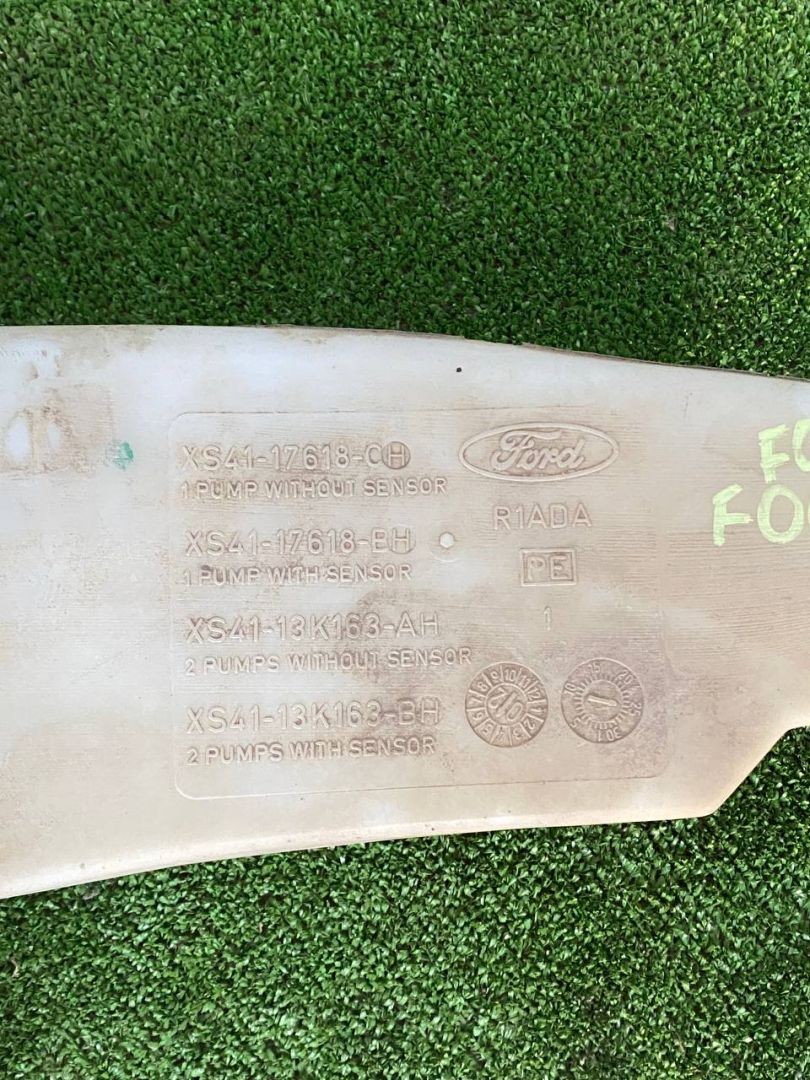 XS41-17618-CH
1 PUMP WITHOUT SENSOR
Ford
R1ADA
XS41-17618-BH
1 PUMP WITH SENSOR
PE
XS41-13K163-AH
2 PUMPS WITHOUT SENSOR
1
XS41-13K163-BH
2 PUMPS WITH SENSOR